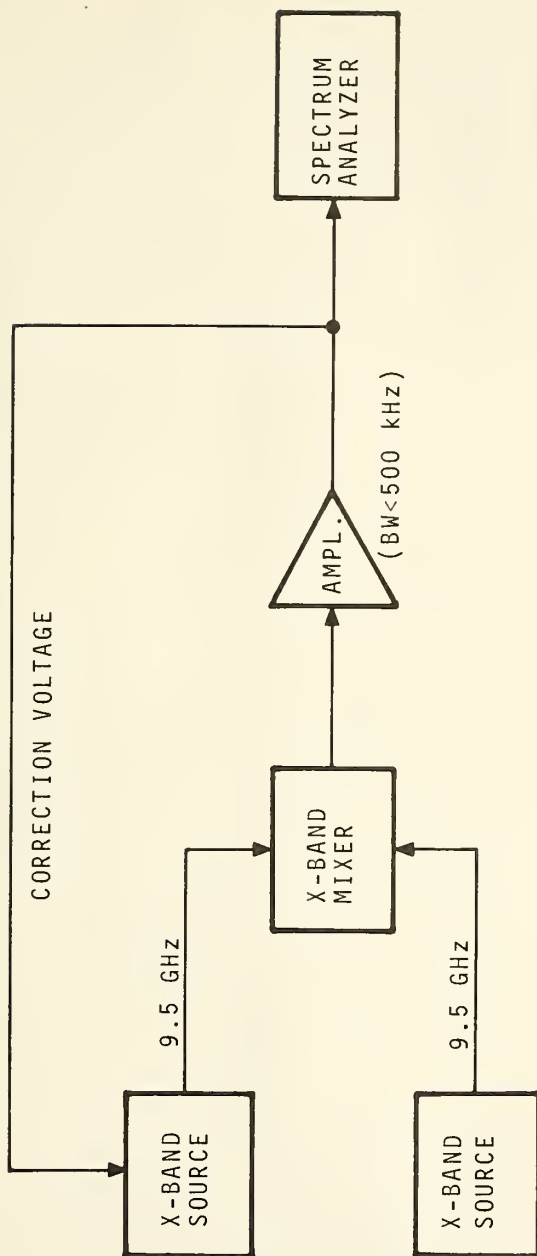 CORRECTION VOLTAGE
X-BAND
SOURCE
9.5 GHz
X-BAND
MIXER
AMPL.
(BW<500 kHz)
SPECTRUM
ANALYZER
X-BAND
SOURCE
9.5 GHz